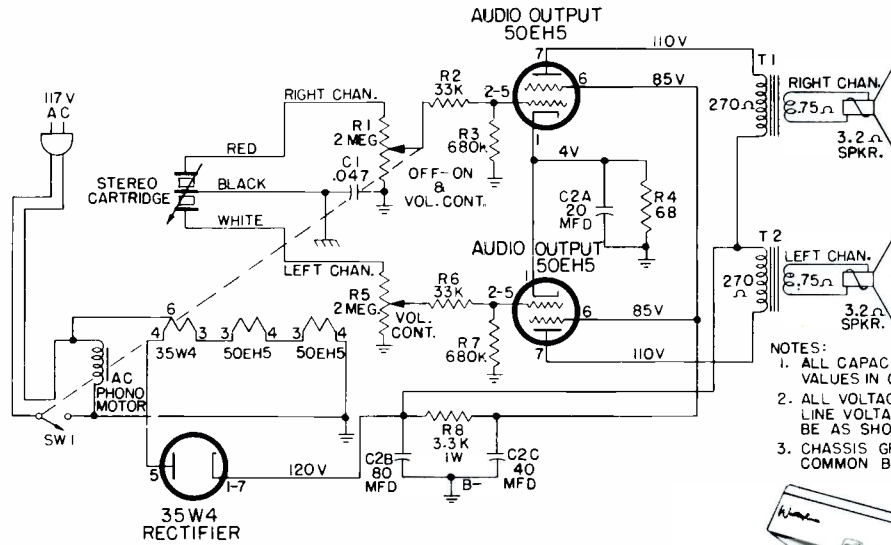 AUDIO OUTPUT
50EH5
7
110V
T1
6
85V
RIGHT CHAN.
R2
33K
2-5
270Ω
.75Ω
3.2Ω
SPKR.
117V
AC
RIGHT CHAN.
R1
2 MEG.
R3
680K
1
RED
C1
.047
4V
OFF-ON
&
VOL. CONT.
STEREO
CARTRIDGE
BLACK
C2A
20
MFD
R4
68
WHITE
AUDIO OUTPUT
50EH5
T2
LEFT CHAN.
1
LEFT CHAN.
R6
33K
2-5
270
Ω
.75Ω
R5
2 MEG.
6
85V
3.2Ω
SPKR.
VOL.
CONT.
R7
680K
7
110V
6
4
3
3
4
3
4
35W4
50EH5
50EH5
AC
PHONO
MOTOR
SW1
NOTES:
1. ALL CAPAC
VALUES IN
2. ALL VOLTA
LINE VOLTA
BE AS SHO
3. CHASSIS GR
COMMON B
R8
3.3K
1W
5
1-7
120V
C2B
80
MFD
B-
C2C
40
MFD
35W4
RECTIFIER